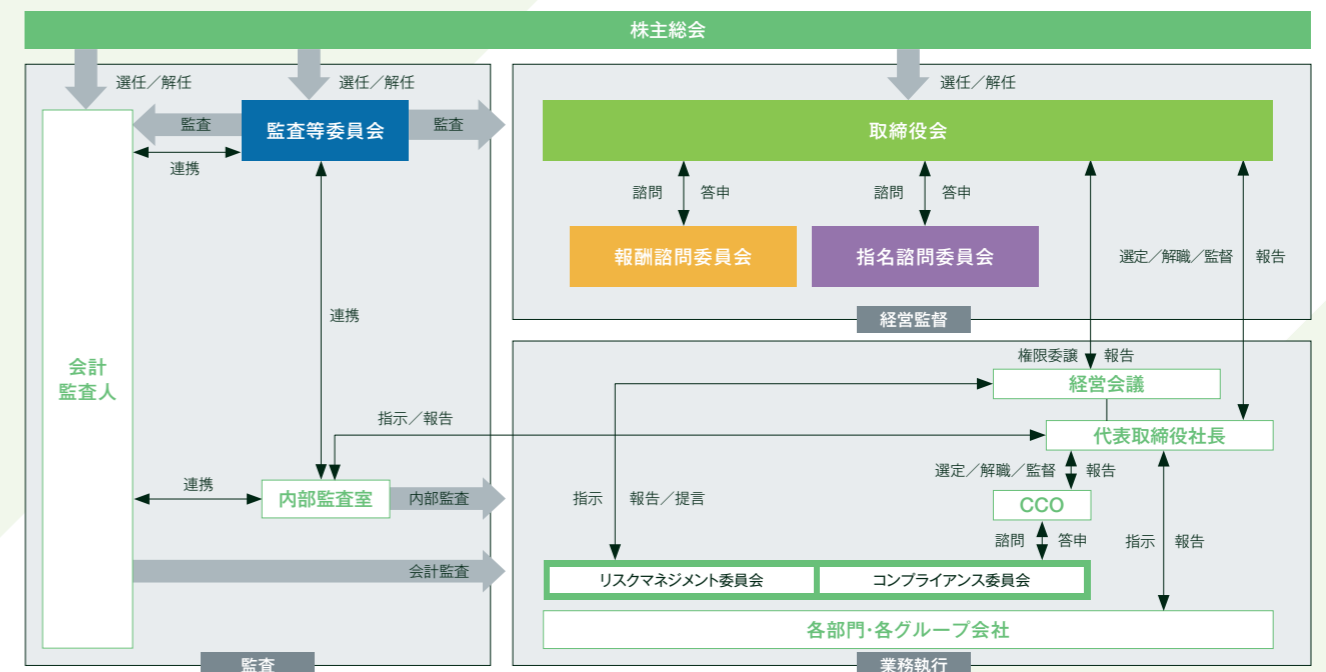 株主総会
選任／解任
選任／解任
選任／解任
監査
監査等委員会
監査
取締役会
連携
諮問
答申
諮問
答申
報酬諮問委員会
指名諮問委員会
選定／解職／監督
報告
連携
経営監督
会計
監査人
権限委譲
報告
経営会議
指示／報告
代表取締役社長
選定／解職／監督
報告
連携
内部監査室
内部監査
指示
報告／提言
CCO
諮問
答申
指示
報告
会計監査
リスクマネジメント委員会
コンプライアンス委員会
各部門・各グループ会社
監査
業務執行